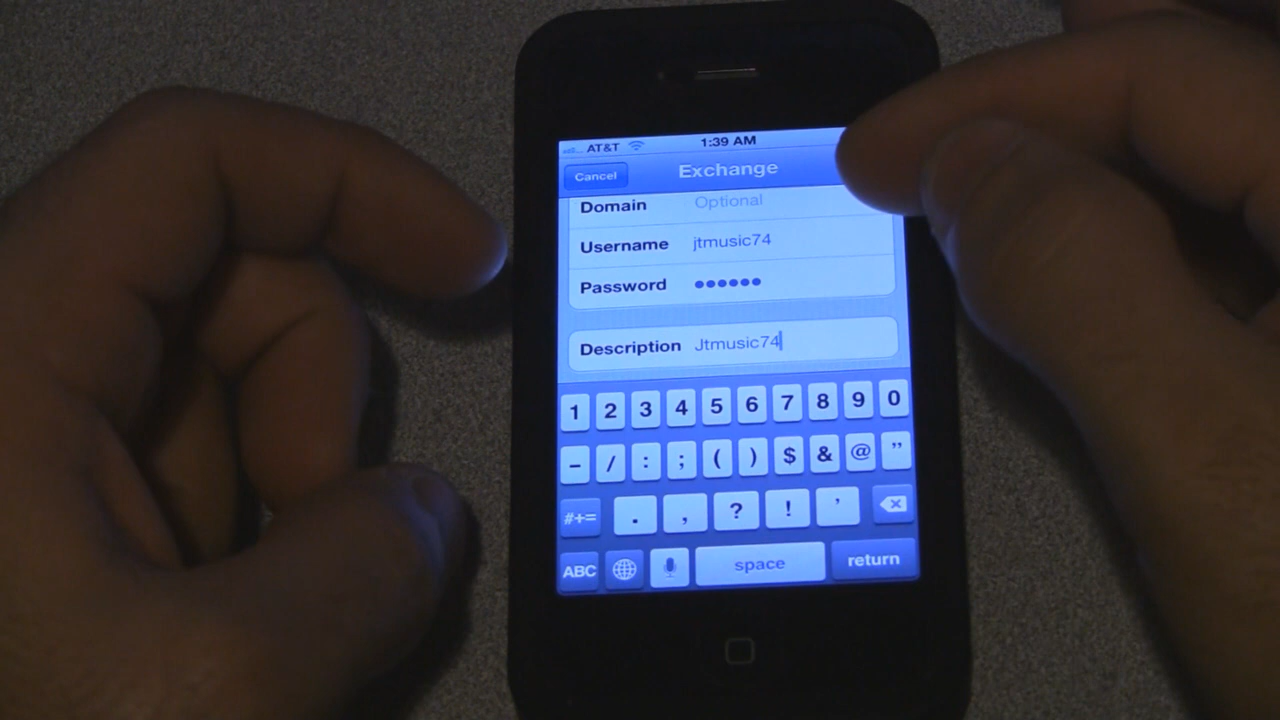 AT&T 1:39 AM
Cancel Exchange
Domain Optional
Username jtmusic74
Password ••••••
Description Jtmusic74
1 2 3 4 5 6 7 8 9 0
- / : ; ( ) $ & @ "
#+= . , ? ! '
ABC space return